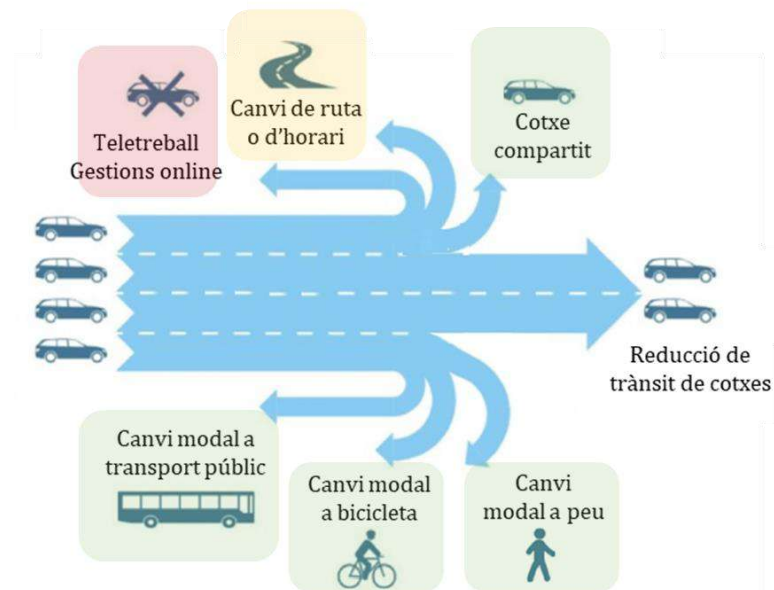 Teletreball
Gestions online
Canvi de ruta
o d'horari
Cotxe
compartit
Reducció de
trànsit de cotxes
Canvi modal a
transport públic
Canvi modal
a bicicleta
Canvi
modal a peu